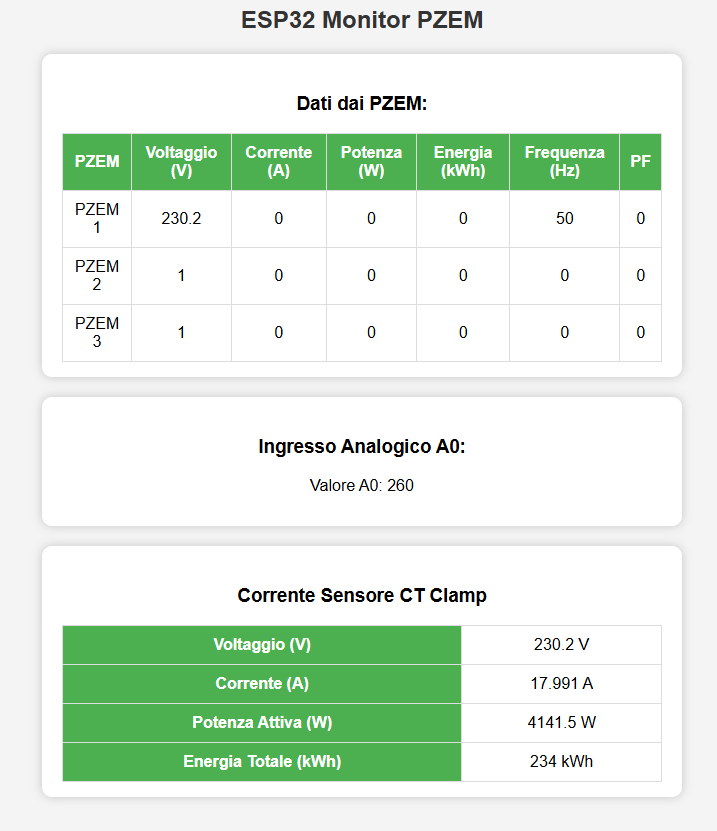 ESP32 Monitor PZEM
Dati dai PZEM:
PZEM Voltaggio (V) Corrente (A) Potenza (W) Energia (kWh) Frequenza (Hz) PF
PZEM 1 230.2 0 0 0 50 0
PZEM 2 1 0 0 0 0 0
PZEM 3 1 0 0 0 0 0
Ingresso Analogico A0:
Valore A0: 260
Corrente Sensore CT Clamp
Voltaggio (V) 230.2 V
Corrente (A) 17.991 A
Potenza Attiva (W) 4141.5 W
Energia Totale (kWh) 234 kWh